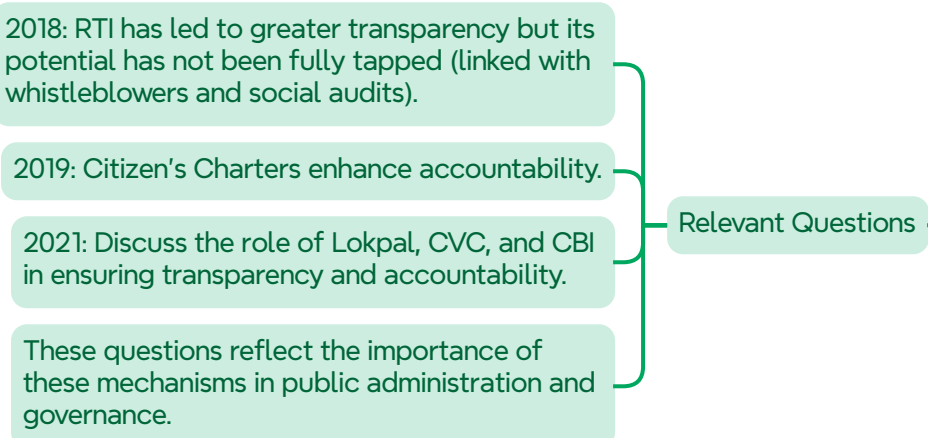 2018: RTI has led to greater transparency but its
potential has not been fully tapped (linked with
whistleblowers and social audits).
2019: Citizen's Charters enhance accountability.
2021: Discuss the role of Lokpal, CVC, and CBI
in ensuring transparency and accountability.
These questions reflect the importance of
these mechanisms in public administration and
governance.
Relevant Questions